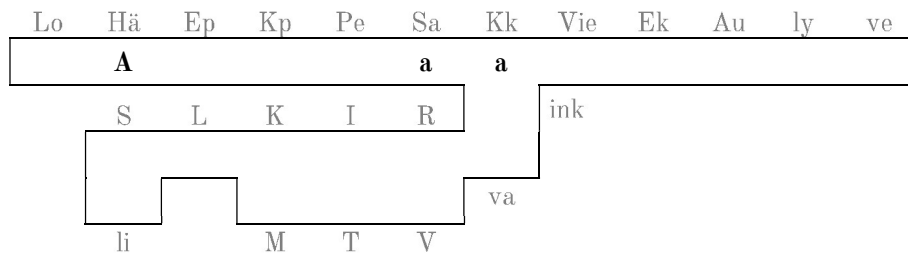 Lo Hä Ep Kp Pe Sa Kk Vie Ek Au ly ve
A a a
S L K I R ink
va
li M T V